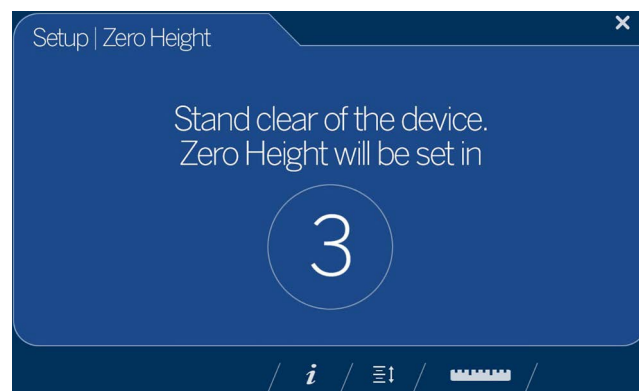 Setup | Zero Height
Stand clear of the device.
Zero Height will be set in
3
i